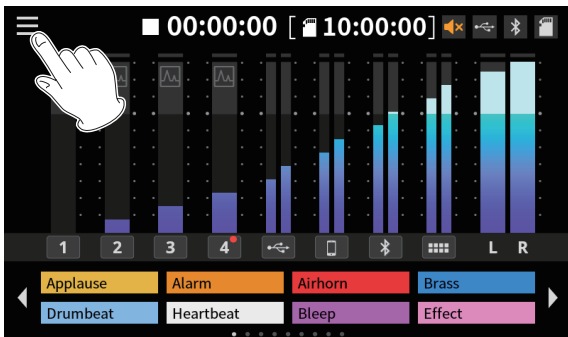 00:00:00 [ 10:00:00]
1 2 3 4 L R
Applause Alarm Airhorn Brass
Drumbeat Heartbeat Bleep Effect